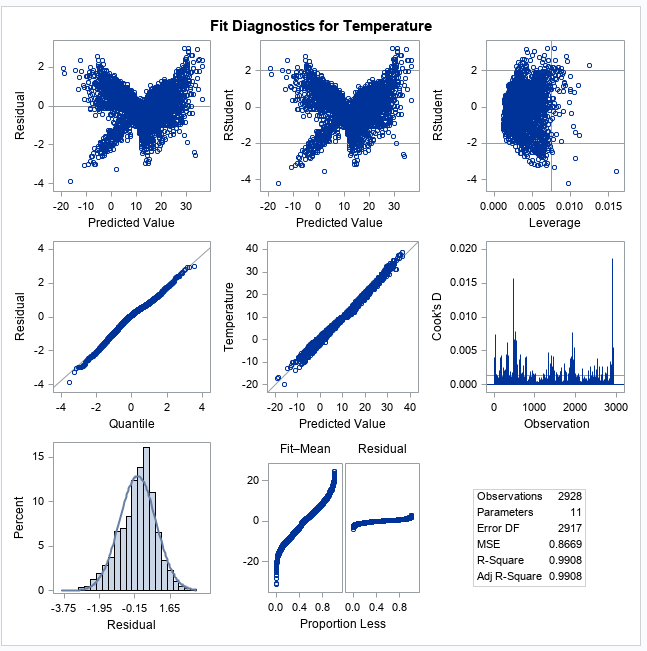 Fit Diagnostics for Temperature
Residual
2
0
-2
-4
-20 -10 0 10 20 30
Predicted Value
RStudent
2
0
-2
-4
-20 -10 0 10 20 30
Predicted Value
RStudent
2
0
-2
-4
0.000 0.005 0.010 0.015
Leverage
Residual
4
2
0
-2
-4
-4 -2 0 2 4
Quantile
Temperature
40
30
20
10
0
-10
-20
-20 -10 0 10 20 30 40
Predicted Value
Cook's D
0.020
0.015
0.010
0.005
0.000
0 1000 2000 3000
Observation
Percent
15
10
5
0
-3.75 -1.95 -0.15 1.65
Residual
Fit–Mean Residual
20
0
-20
0.0 0.4 0.8 0.0 0.4 0.8
Proportion Less
Observations 2928
Parameters 11
Error DF 2917
MSE 0.8669
R-Square 0.9908
Adj R-Square 0.9908